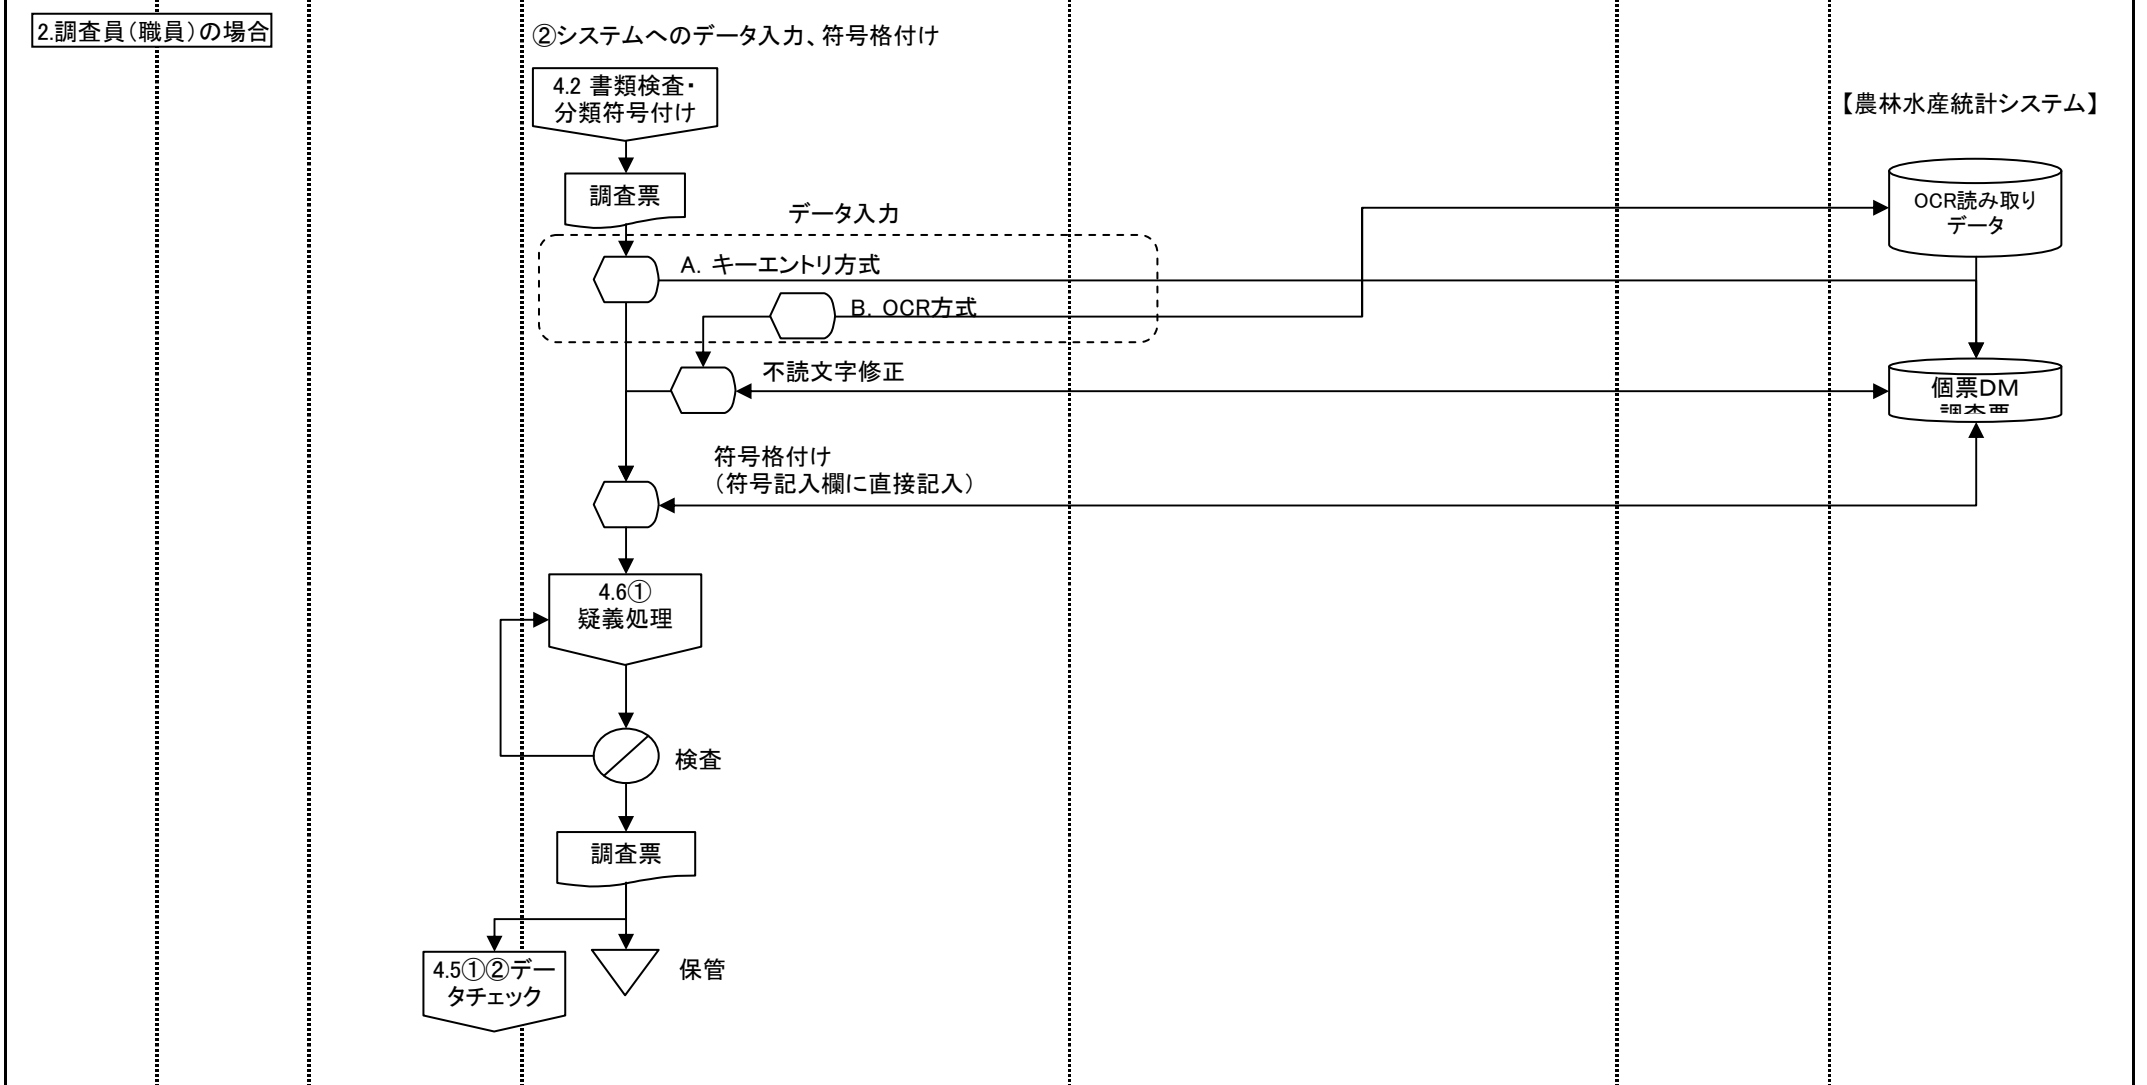 2.調査員（職員）の場合
②システムへのデータ入力、符号格付け
4.2 書類検査・
分類符号付け
【農林水産統計システム】
調査票
データ入力
OCR読み取り
データ
A. キーエントリ方式
B. OCR方式
不読文字修正
個票DM
調査票
符号格付け
（符号記入欄に直接記入）
4.6①
疑義処理
検査
調査票
4.5①②デー
タチェック
保管